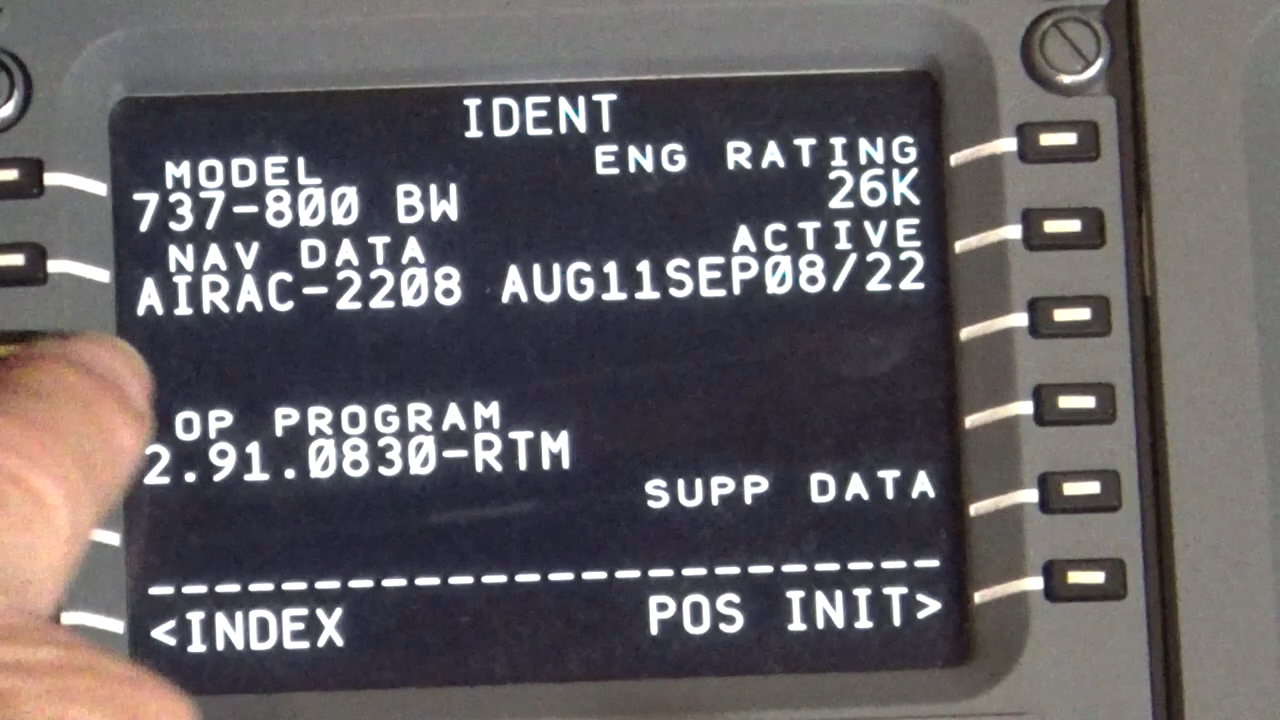 IDENT
MODEL ENG RATING
737-800 BW 26K
NAV DATA ACTIVE
AIRAC-2208 AUG11SEP08/22
OP PROGRAM
2.91.0830-RTM
SUPP DATA
------------------------
<INDEX POS INIT>